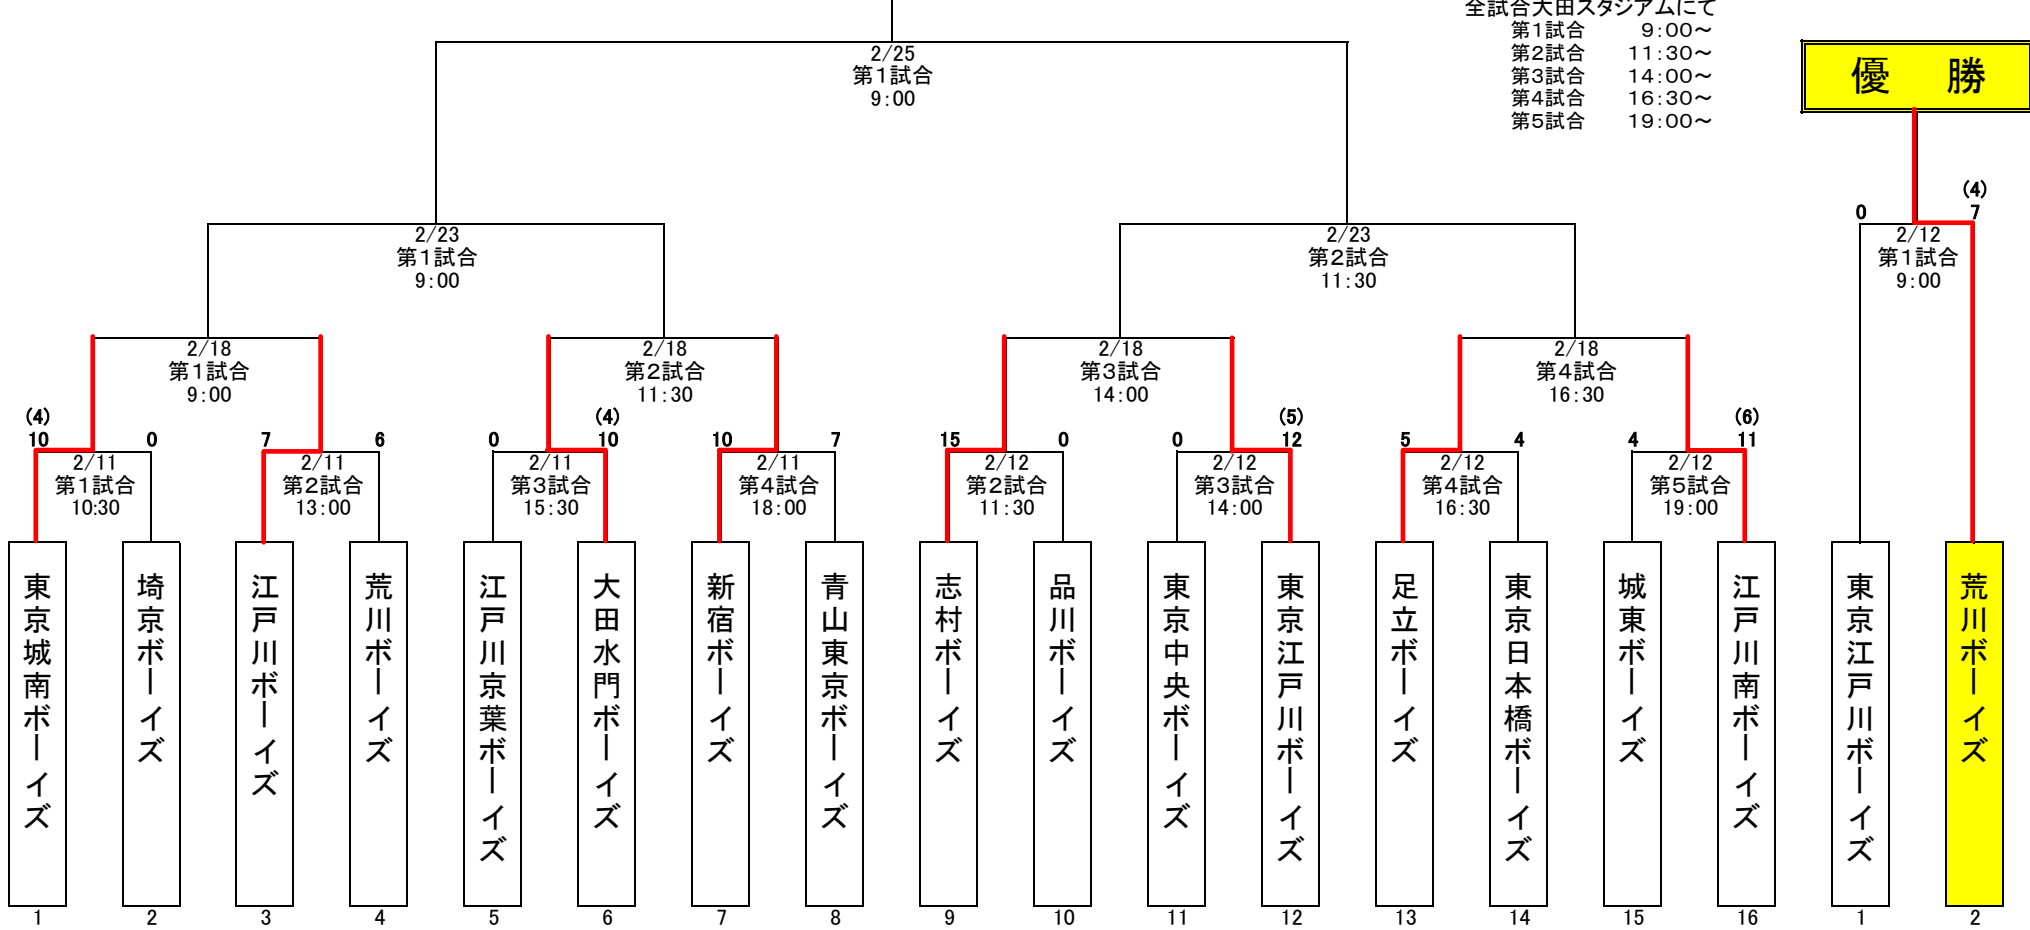 全試合大田スタジアムにて
第1試合 9:00～
第2試合 11:30～
第3試合 14:00～
第4試合 16:30～
第5試合 19:00～
優 勝
2/25
第1試合
9:00
2/23
第1試合
9:00
2/23
第2試合
11:30
(4)
0 7
2/12
第1試合
9:00
2/18
第1試合
9:00
2/18
第2試合
11:30
2/18
第3試合
14:00
2/18
第4試合
16:30
(4)
10 0
2/11
第1試合
10:30
7 6
2/11
第2試合
13:00
(4)
0 10
2/11
第3試合
15:30
10 7
2/11
第4試合
18:00
15 0
2/12
第2試合
11:30
(5)
0 12
2/12
第3試合
14:00
5 4
2/12
第4試合
16:30
(6)
4 11
2/12
第5試合
19:00
東京城南ボーイズ
埼京ボーイズ
江戸川ボーイズ
荒川ボーイズ
江戸川京葉ボーイズ
大田水門ボーイズ
新宿ボーイズ
青山東京ボーイズ
志村ボーイズ
品川ボーイズ
東京中央ボーイズ
東京江戸川ボーイズ
足立ボーイズ
東京日本橋ボーイズ
城東ボーイズ
江戸川南ボーイズ
東京江戸川ボーイズ
荒川ボーイズ
1 2 3 4 5 6 7 8 9 10 11 12 13 14 15 16 1 2